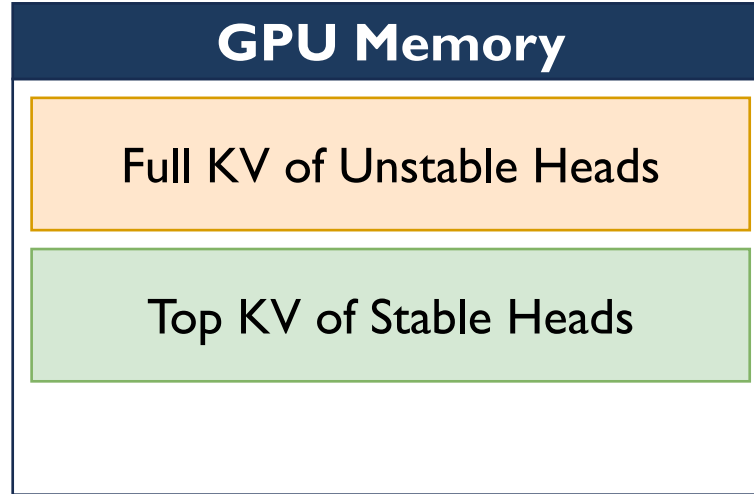 GPU Memory
Full KV of Unstable Heads
Top KV of Stable Heads